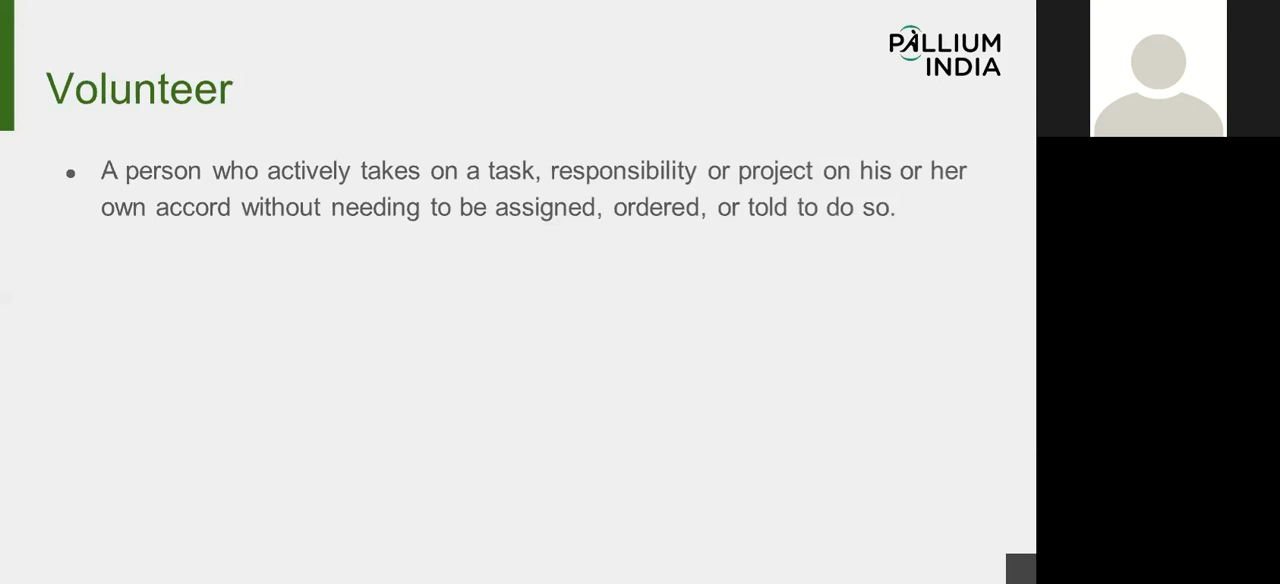 PALLIUM
INDIA
Volunteer
• A person who actively takes on a task, responsibility or project on his or her
own accord without needing to be assigned, ordered, or told to do so.